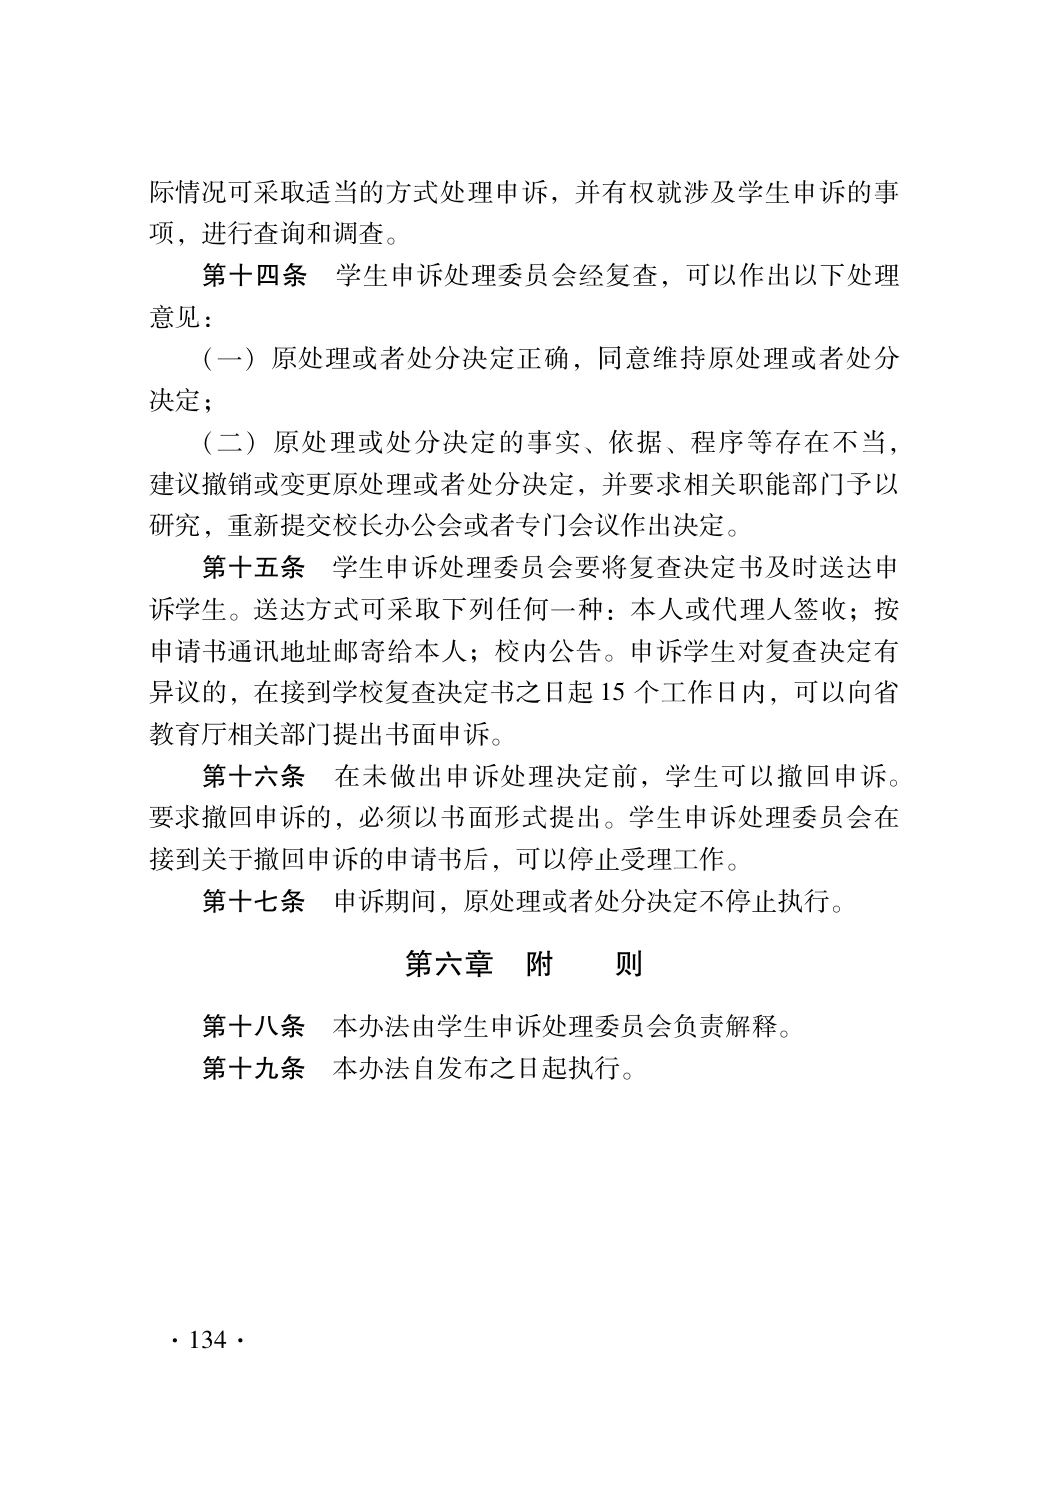 际情况可采取适当的方式处理申诉，并有权就涉及学生申诉的事
项，进行查询和调查。
第十四条　学生申诉处理委员会经复查，可以作出以下处理
意见：
（一）原处理或者处分决定正确，同意维持原处理或者处分
决定；
（二）原处理或处分决定的事实、依据、程序等存在不当，
建议撤销或变更原处理或者处分决定，并要求相关职能部门予以
研究，重新提交校长办公会或者专门会议作出决定。
第十五条　学生申诉处理委员会要将复查决定书及时送达申
诉学生。送达方式可采取下列任何一种：本人或代理人签收；按
申请书通讯地址邮寄给本人；校内公告。申诉学生对复查决定有
异议的，在接到学校复查决定书之日起 15 个工作日内，可以向省
教育厅相关部门提出书面申诉。
第十六条　在未做出申诉处理决定前，学生可以撤回申诉。
要求撤回申诉的，必须以书面形式提出。学生申诉处理委员会在
接到关于撤回申诉的申请书后，可以停止受理工作。
第十七条　申诉期间，原处理或者处分决定不停止执行。
第六章　附　　则
第十八条　本办法由学生申诉处理委员会负责解释。
第十九条　本办法自发布之日起执行。
· 134 ·